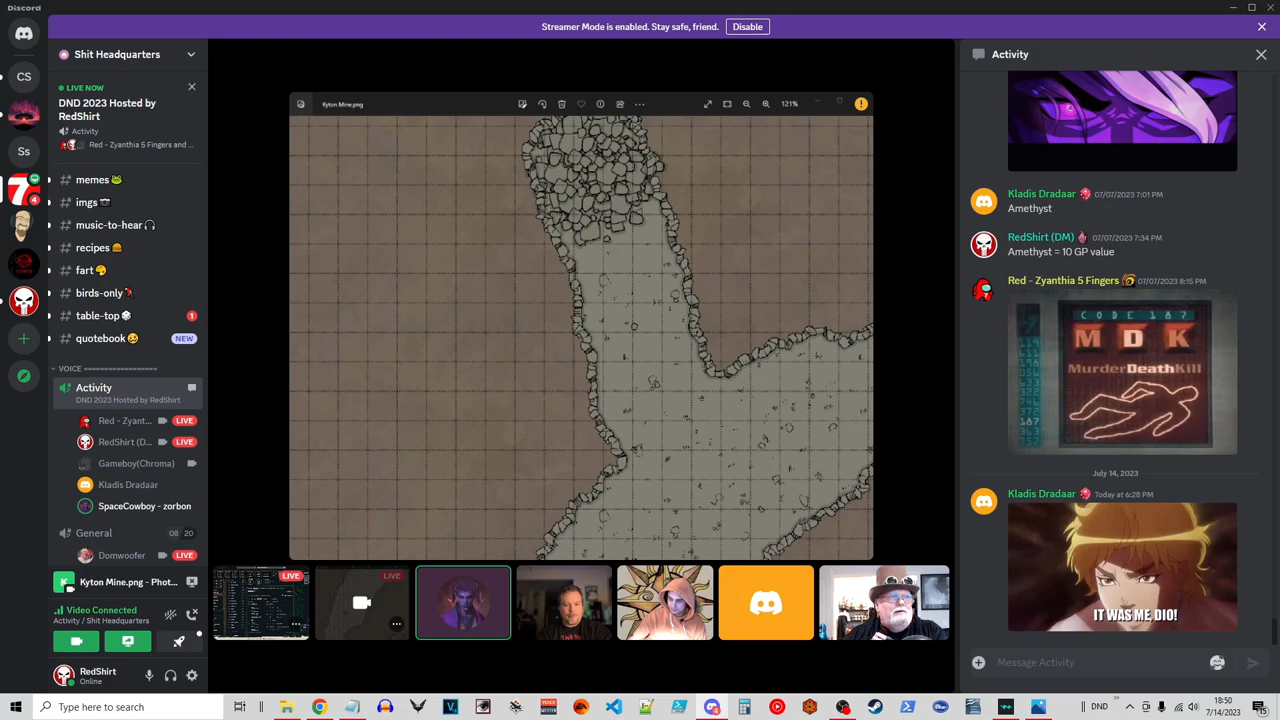 Discord
Streamer Mode is enabled. Stay safe, friend.
Disable
Shit Headquarters
LIVE NOW
DND 2023 Hosted by
RedShirt
Activity
Red - Zyanthia 5 Fingers and ...
# memes
# imgs
# music-to-hear
# recipes
# fart
# birds-only
# table-top
1
# quotebook
NEW
VOICE ==================
Activity
DND 2023 Hosted by RedShirt
Red - Zyant...
LIVE
RedShirt (D...
LIVE
Gameboy(Chroma)
Kladis Dradaar
SpaceCowboy - zorbon
General
08 20
Domwoofer
LIVE
Kyton Mine.png - Phot...
Video Connected
Activity / Shit Headquarters
RedShirt
Online
CS
Ss
4
Kyton Mine.png
121%
LIVE
LIVE
Activity
Kladis Dradaar
07/07/2023 7:01 PM
Amethyst
RedShirt (DM)
07/07/2023 7:34 PM
Amethyst = 10 GP value
Red - Zyanthia 5 Fingers
07/07/2023 8:15 PM
CODE 187
MDK
MurderDeathKill
187
July 14, 2023
Kladis Dradaar
Today at 6:28 PM
IT WAS ME, DIO!
Message Activity
Type here to search
DND
18:50
7/14/2023